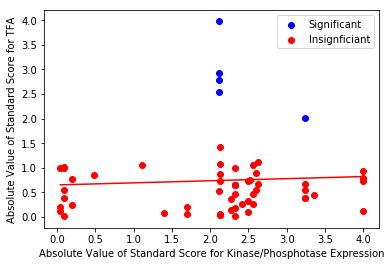 Significant
Insignficiant
Absolute Value of Standard Score for TFA
4.0
3.5
3.0
2.5
2.0
1.5
1.0
0.5
0.0
0.0 0.5 1.0 1.5 2.0 2.5 3.0 3.5 4.0
Absolute Value of Standard Score for Kinase/Phosphotase Expression